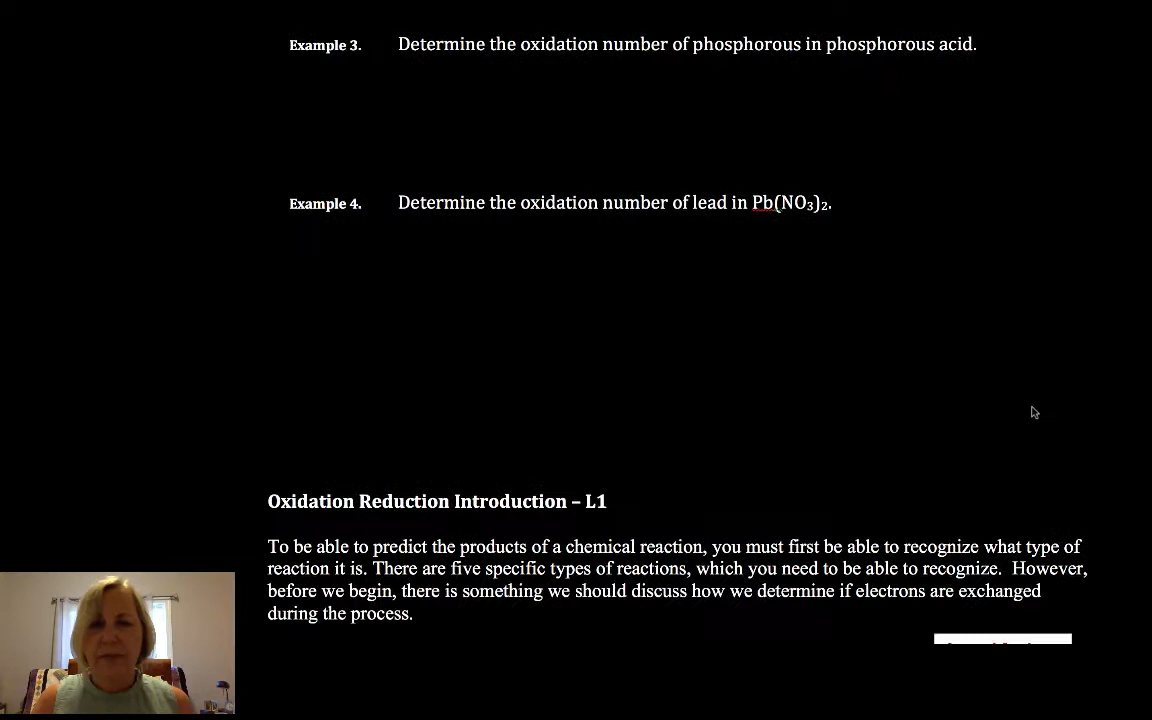 Example 3. Determine the oxidation number of phosphorous in phosphorous acid.
Example 4. Determine the oxidation number of lead in Pb(NO₃)₂.
Oxidation Reduction Introduction – L1
To be able to predict the products of a chemical reaction, you must first be able to recognize what type of
reaction it is. There are five specific types of reactions, which you need to be able to recognize. However,
before we begin, there is something we should discuss how we determine if electrons are exchanged
during the process.